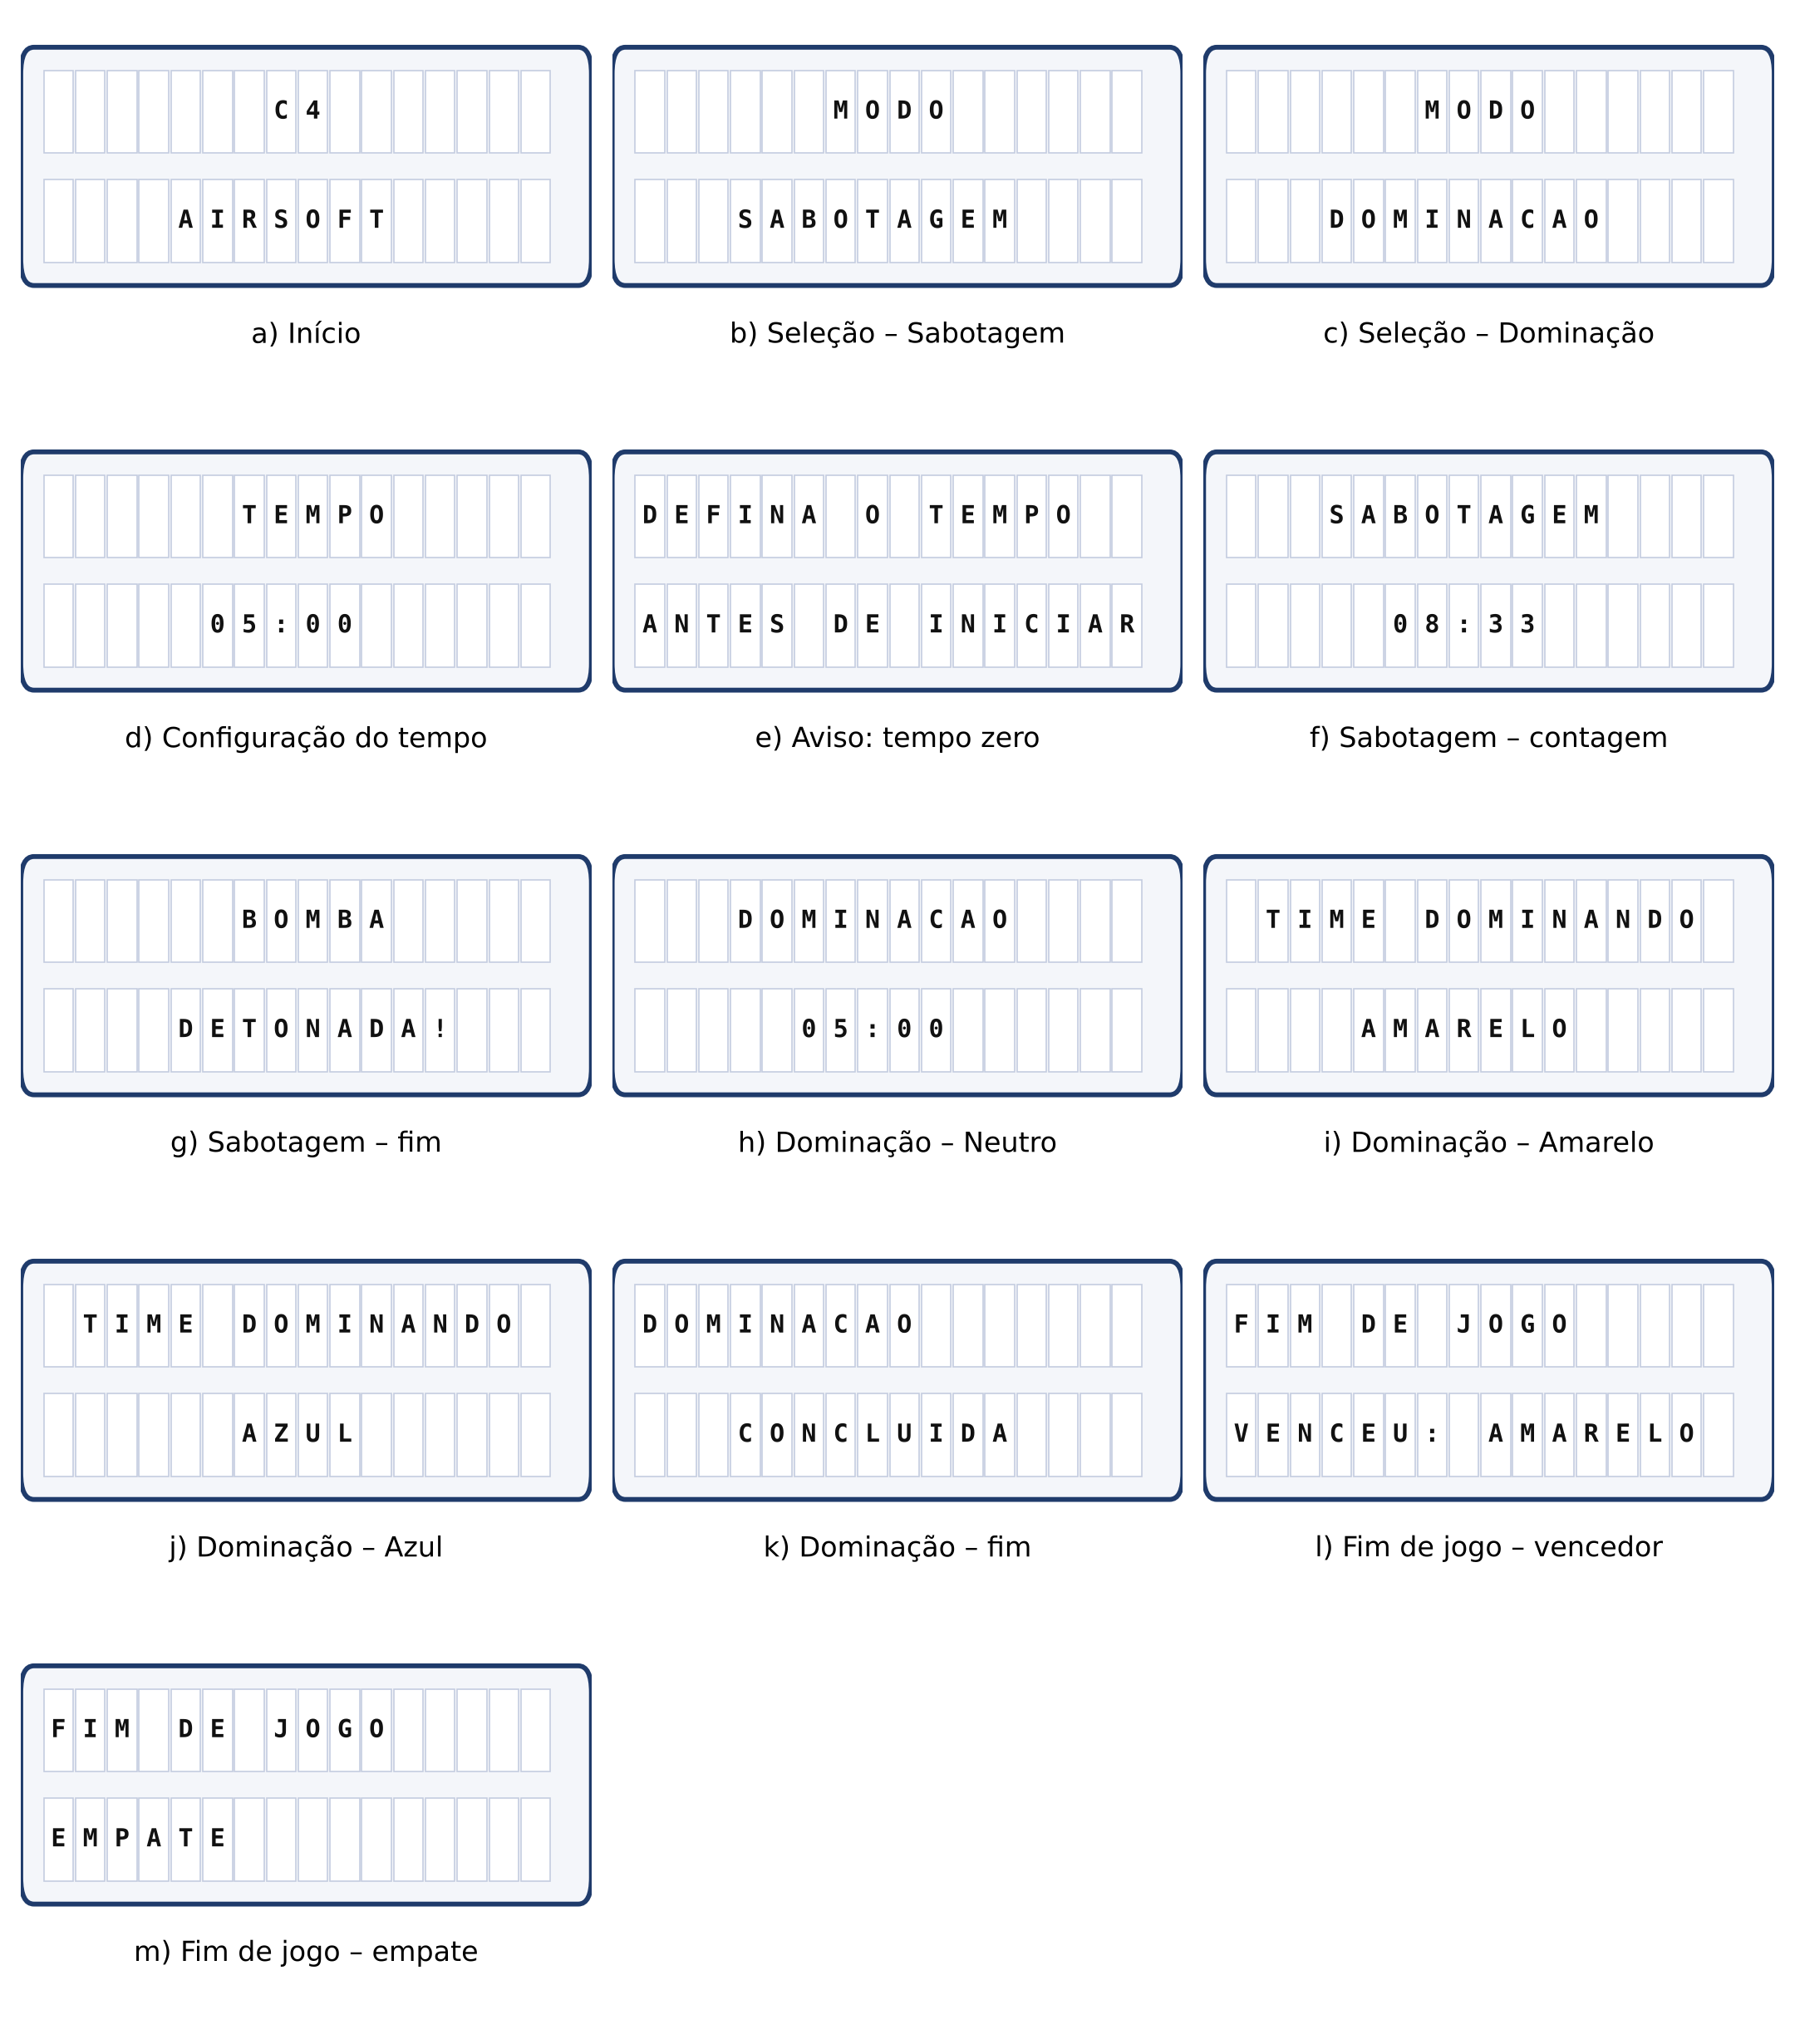 C4
AIRSOFT
a) Início
MODO
SABOTAGEM
b) Seleção – Sabotagem
MODO
DOMINACAO
c) Seleção – Dominação
TEMPO
05:00
d) Configuração do tempo
DEFINA O TEMPO
ANTES DE INICIAR
e) Aviso: tempo zero
SABOTAGEM
08:33
f) Sabotagem – contagem
BOMBA
DETONADA!
g) Sabotagem – fim
DOMINACAO
05:00
h) Dominação – Neutro
TIME DOMINANDO
AMARELO
i) Dominação – Amarelo
TIME DOMINANDO
AZUL
j) Dominação – Azul
DOMINACAO
CONCLUIDA
k) Dominação – fim
FIM DE JOGO
VENCEU: AMARELO
l) Fim de jogo – vencedor
FIM DE JOGO
EMPATE
m) Fim de jogo – empate